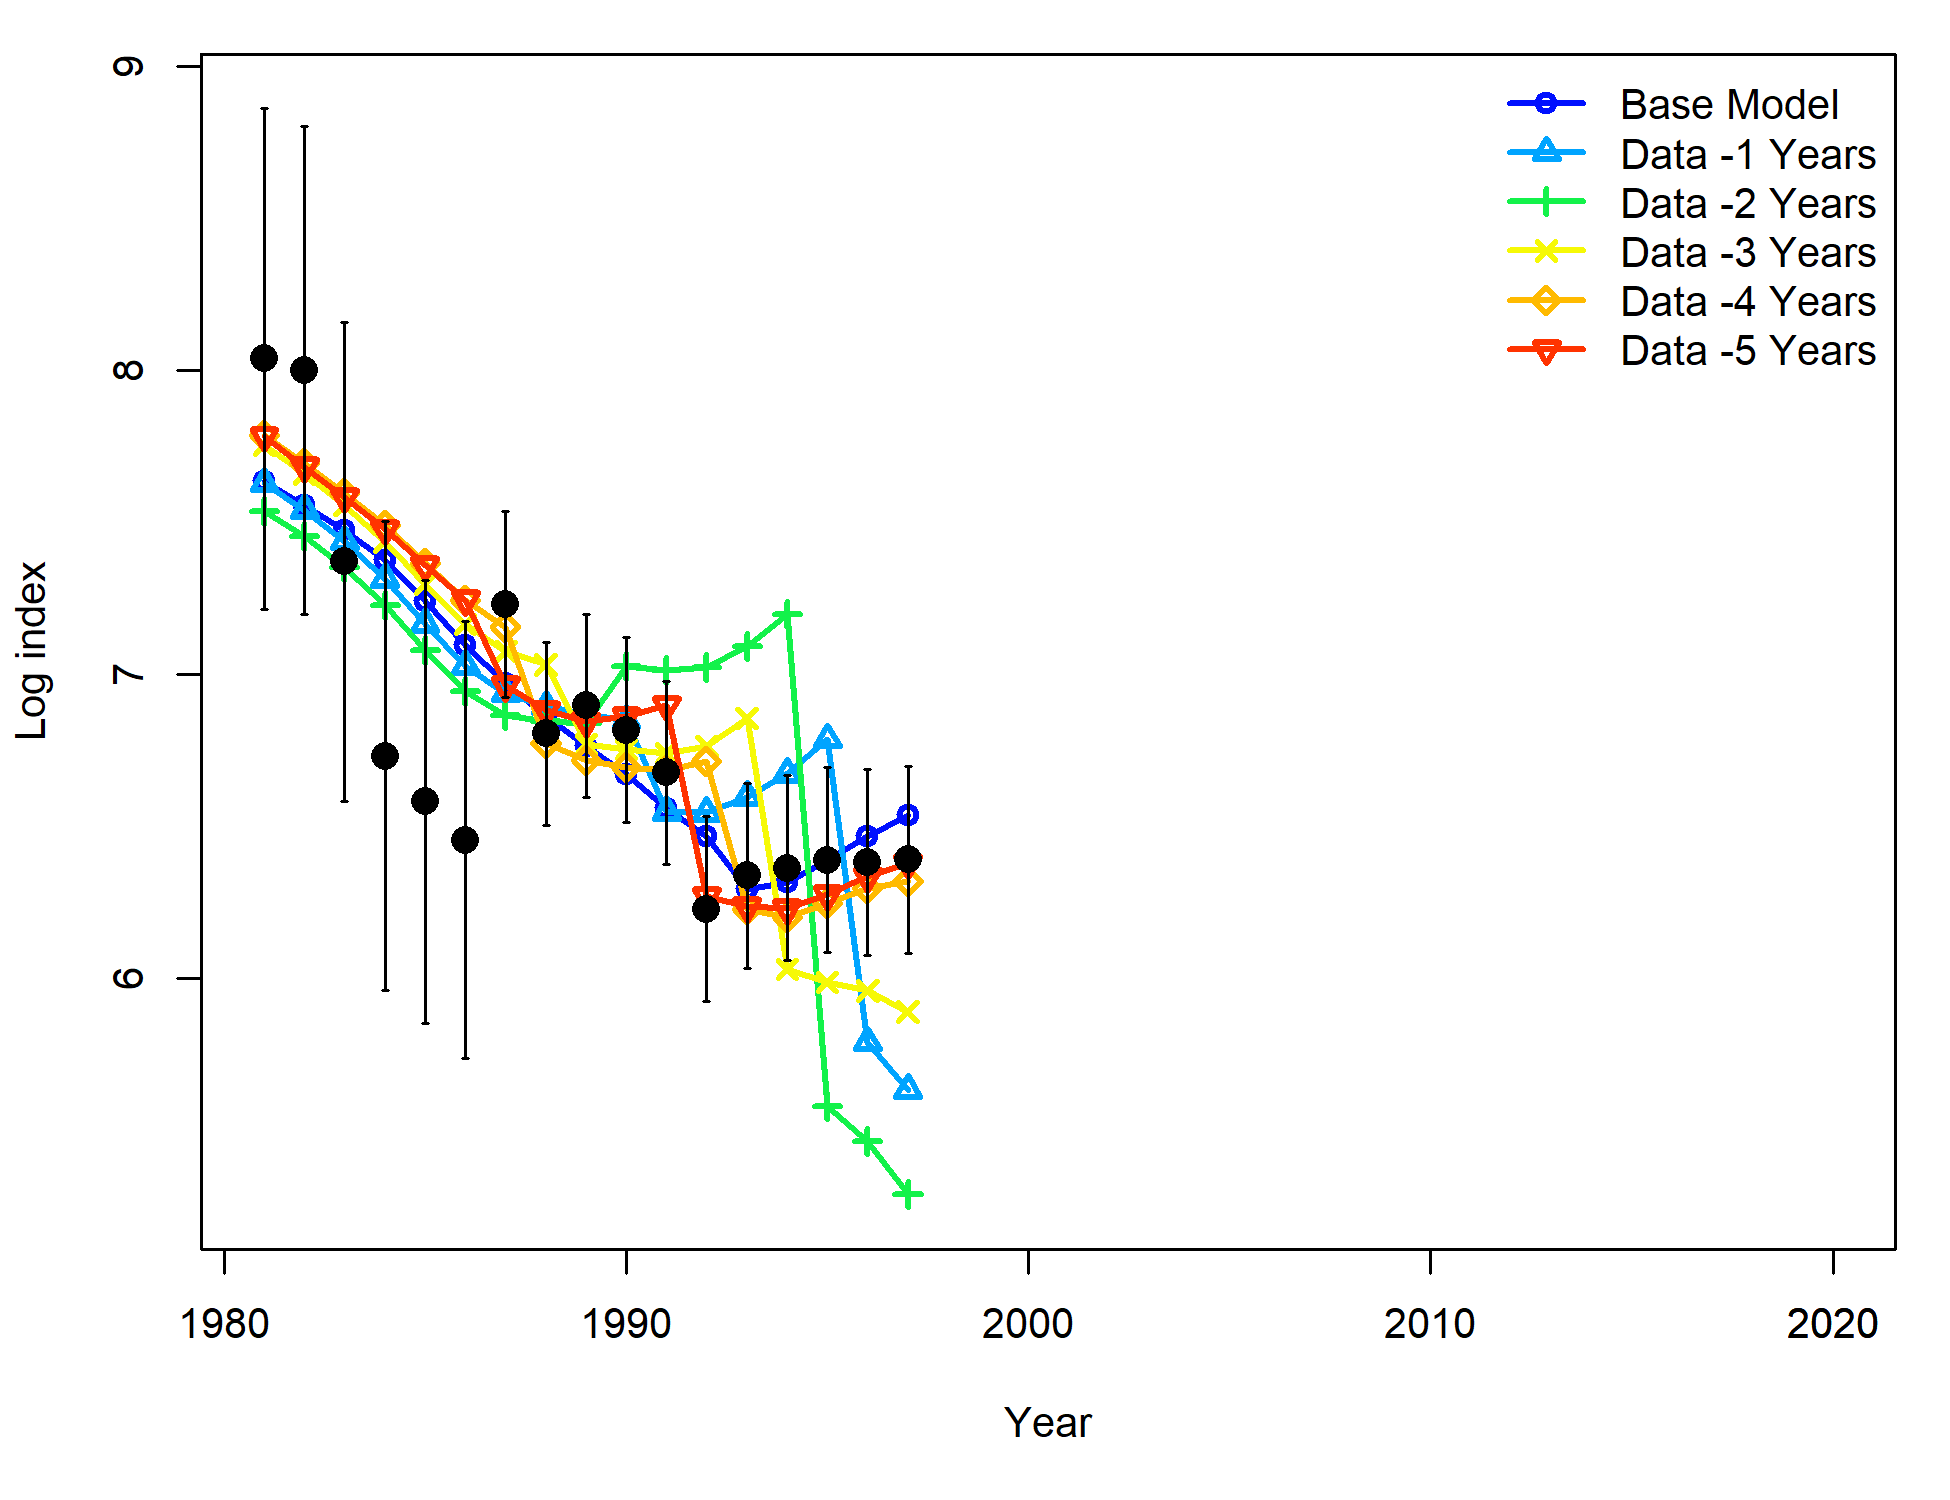 9
8
7
6
Log index
Base Model
Data -1 Years
Data -2 Years
Data -3 Years
Data -4 Years
Data -5 Years
1980 1990 2000 2010 2020
Year